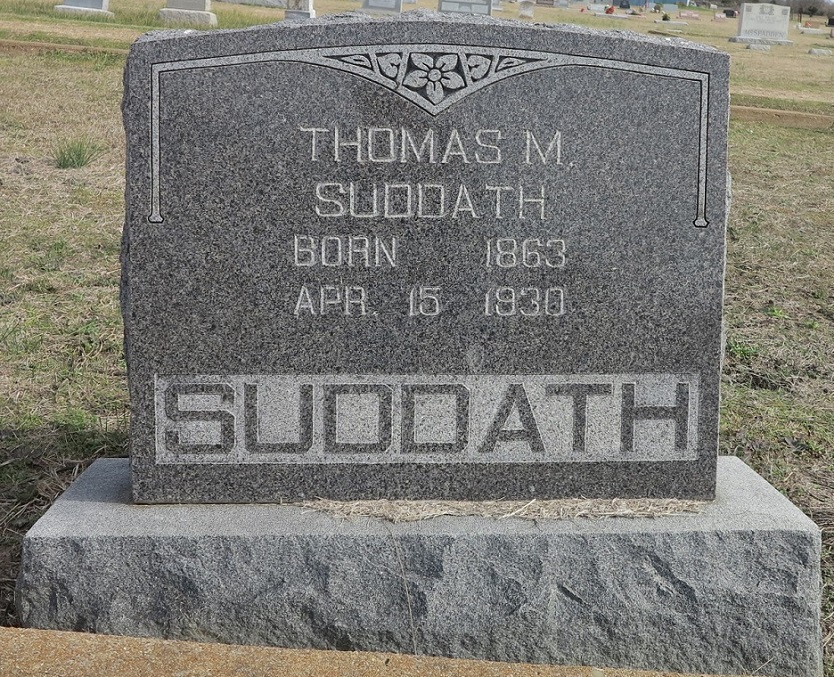 THOMAS M.
SUDDATH
BORN 1863
APR. 15 1930
SUDDATH